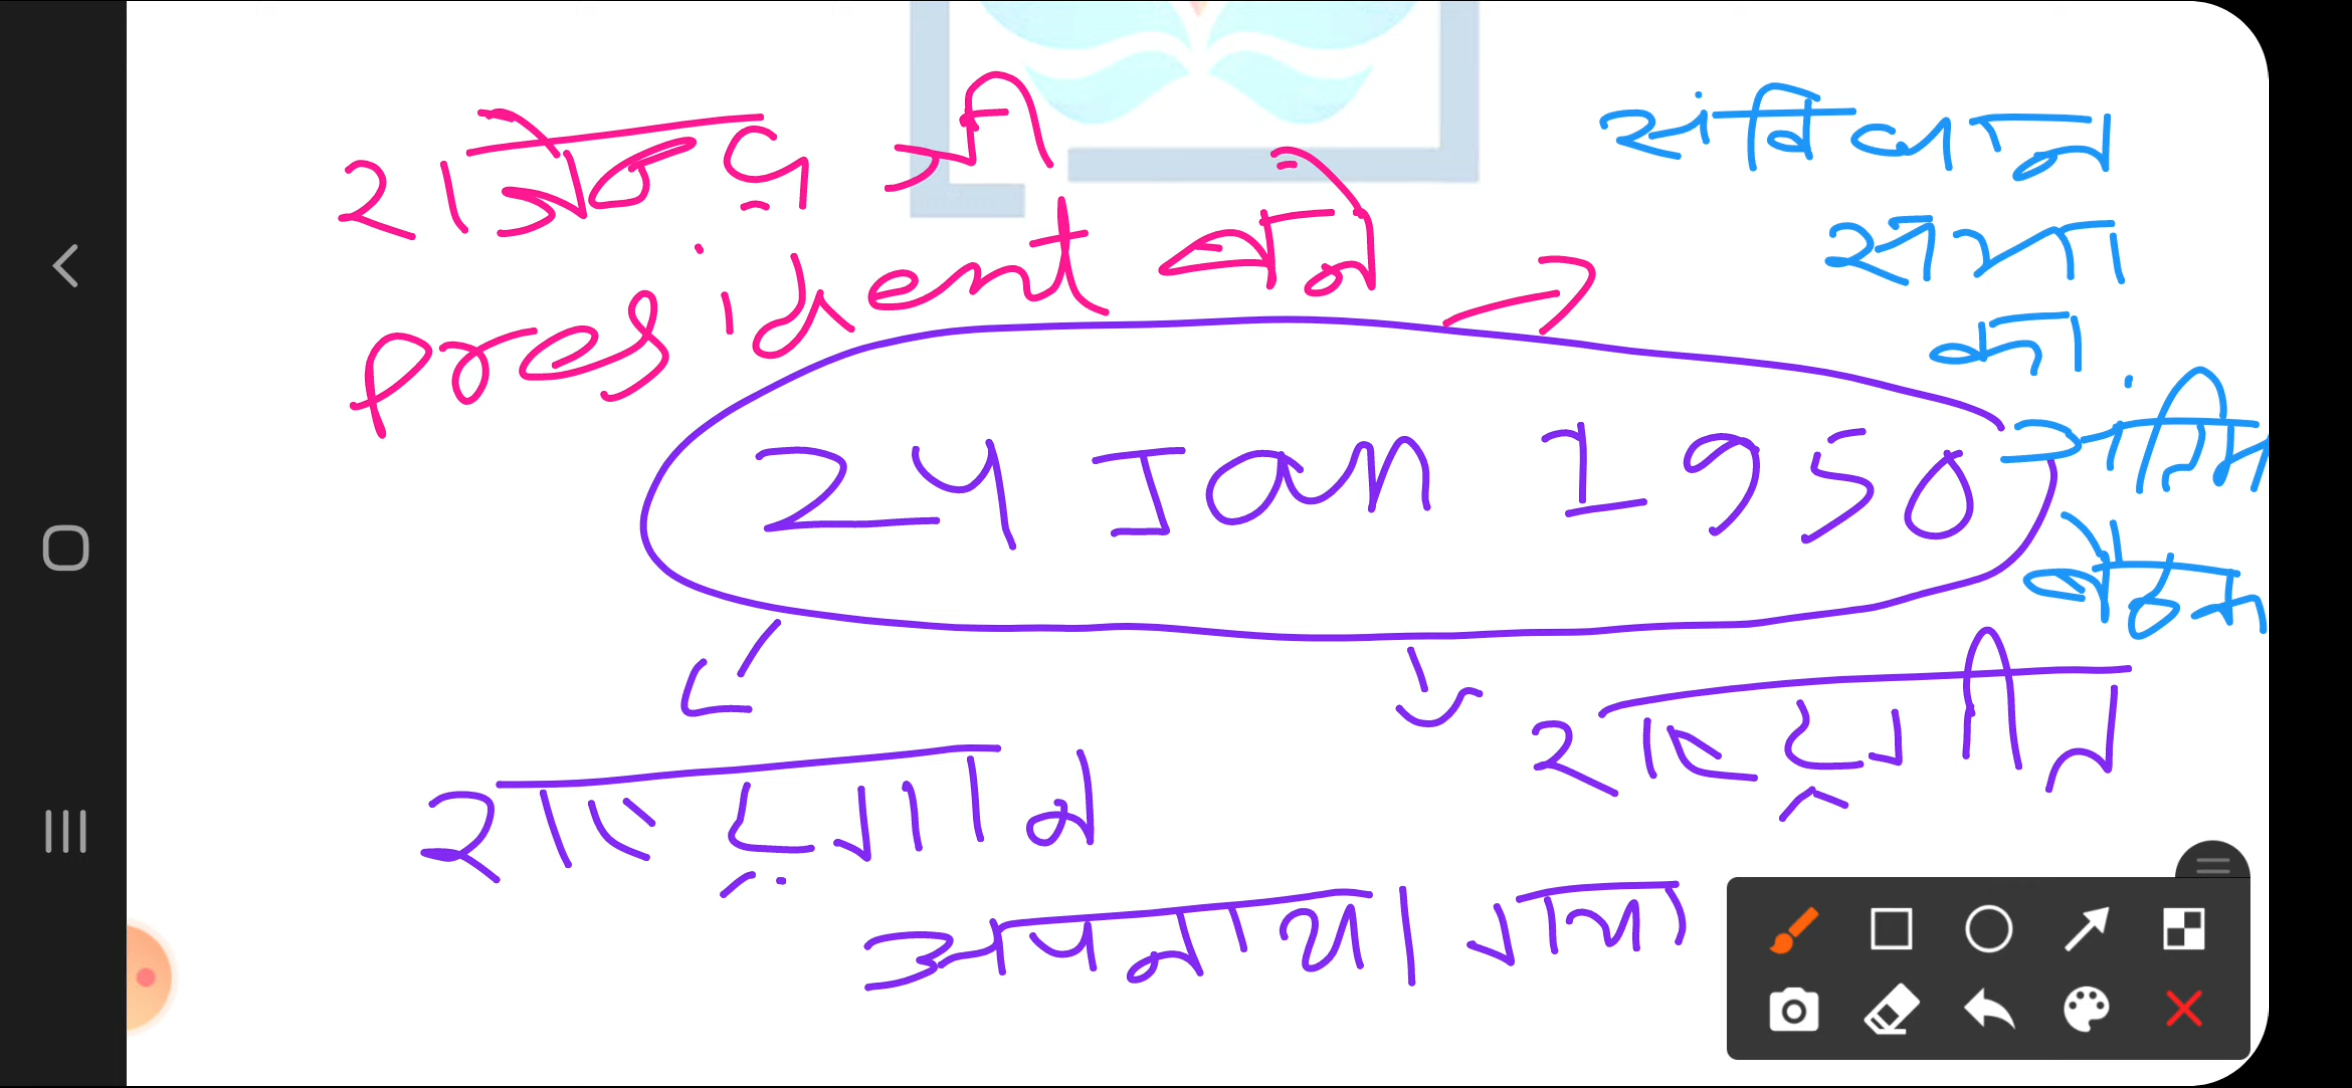 राजेन्द्र जी
president बने
संविधान
सभा
का
अंतिम
बैठक
24 Jan 1950
राष्ट्रगान
राष्ट्रगीत
अपनाया गया